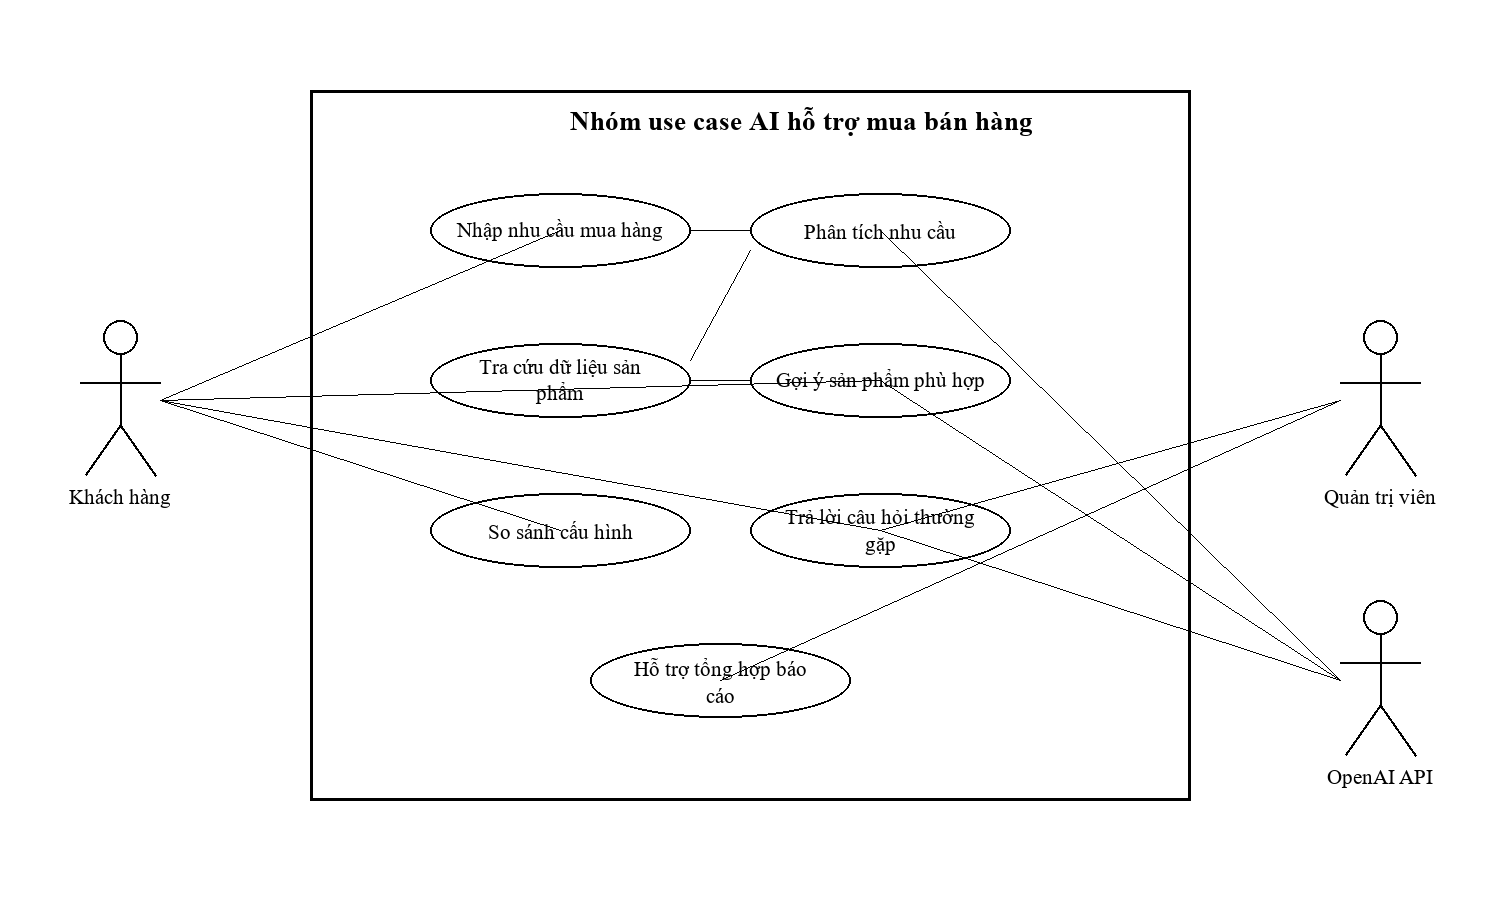 Nhóm use case AI hỗ trợ mua bán hàng
Nhập nhu cầu mua hàng
Phân tích nhu cầu
Tra cứu dữ liệu sản
phẩm
Gợi ý sản phẩm phù hợp
Khách hàng
Quản trị viên
So sánh cấu hình
Trả lời câu hỏi thường
gặp
Hỗ trợ tổng hợp báo
cáo
OpenAI API